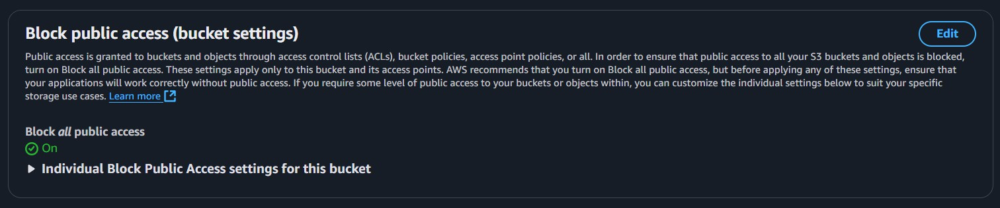 Block public access (bucket settings)
Edit
Public access is granted to buckets and objects through access control lists (ACLs), bucket policies, access point policies, or all. In order to ensure that public access to all your S3 buckets and objects is blocked,
turn on Block all public access. These settings apply only to this bucket and its access points. AWS recommends that you turn on Block all public access, but before applying any of these settings, ensure that
your applications will work correctly without public access. If you require some level of public access to your buckets or objects within, you can customize the individual settings below to suit your specific
storage use cases. Learn more
Block all public access
On
Individual Block Public Access settings for this bucket